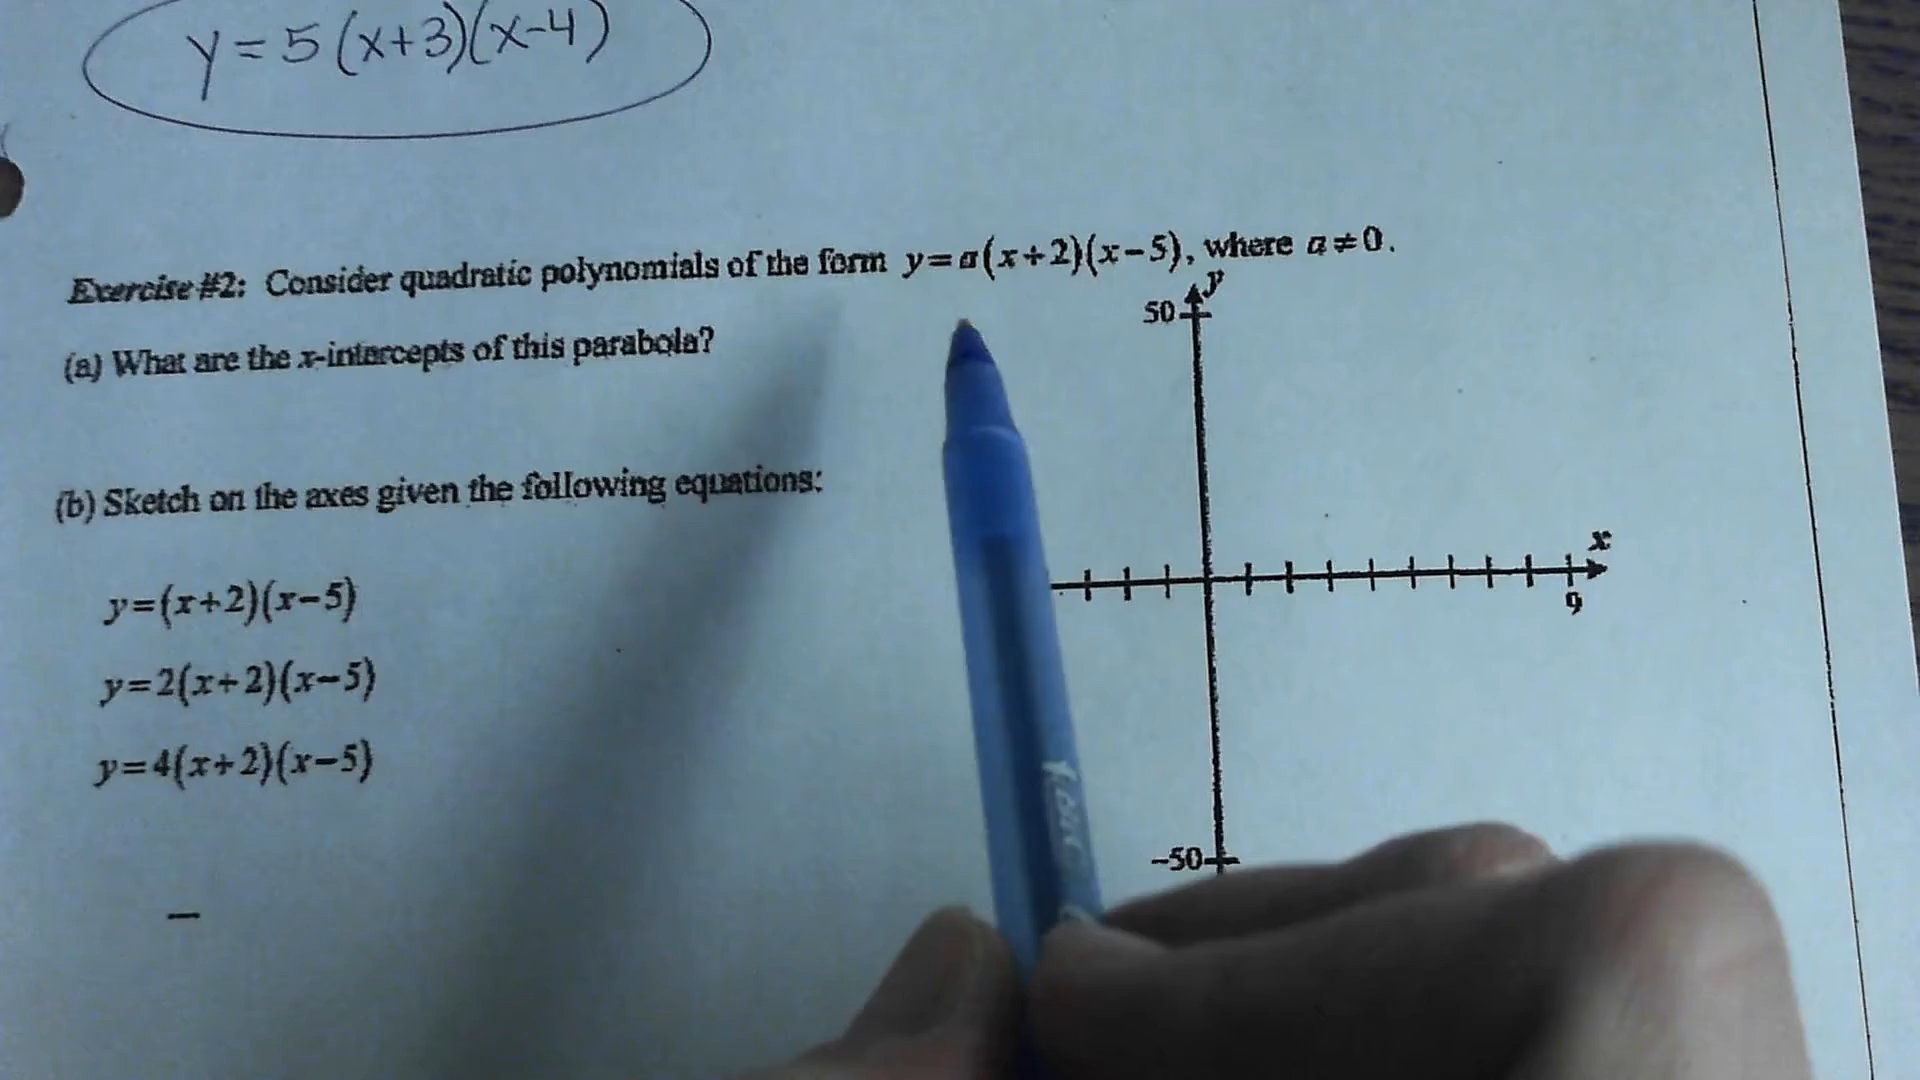 y = 5 (x+3)(x-4)
Exercise #2: Consider quadratic polynomials of the form y=a(x+2)(x-5), where a≠0.
(a) What are the x-intercepts of this parabola?
y
50
(b) Sketch on the axes given the following equations:
x
9
y=(x+2)(x-5)
y=2(x+2)(x-5)
y=4(x+2)(x-5)
-50